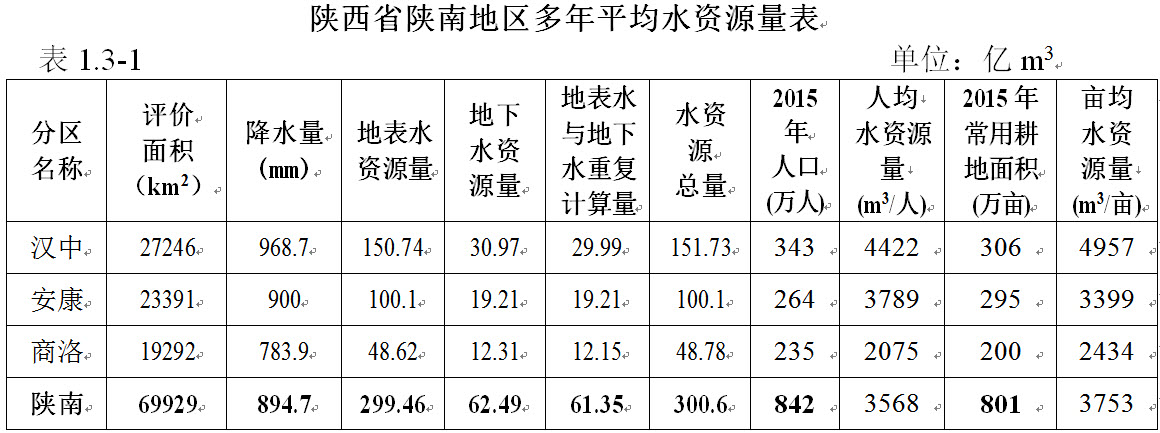 陕西省陕南地区多年平均水资源量表
表 1.3-1 单位：亿 m³
分区名称 评价面积（km²） 降水量(mm) 地表水资源量 地下水资源量 地表水与地下水重复计算量 水资源总量 2015年人口(万人) 人均水资源量(m³/人) 2015年常用耕地面积(万亩) 亩均水资源量(m³/亩)
汉中 27246 968.7 150.74 30.97 29.99 151.73 343 4422 306 4957
安康 23391 900 100.1 19.21 19.21 100.1 264 3789 295 3399
商洛 19292 783.9 48.62 12.31 12.15 48.78 235 2075 200 2434
陕南 69929 894.7 299.46 62.49 61.35 300.6 842 3568 801 3753